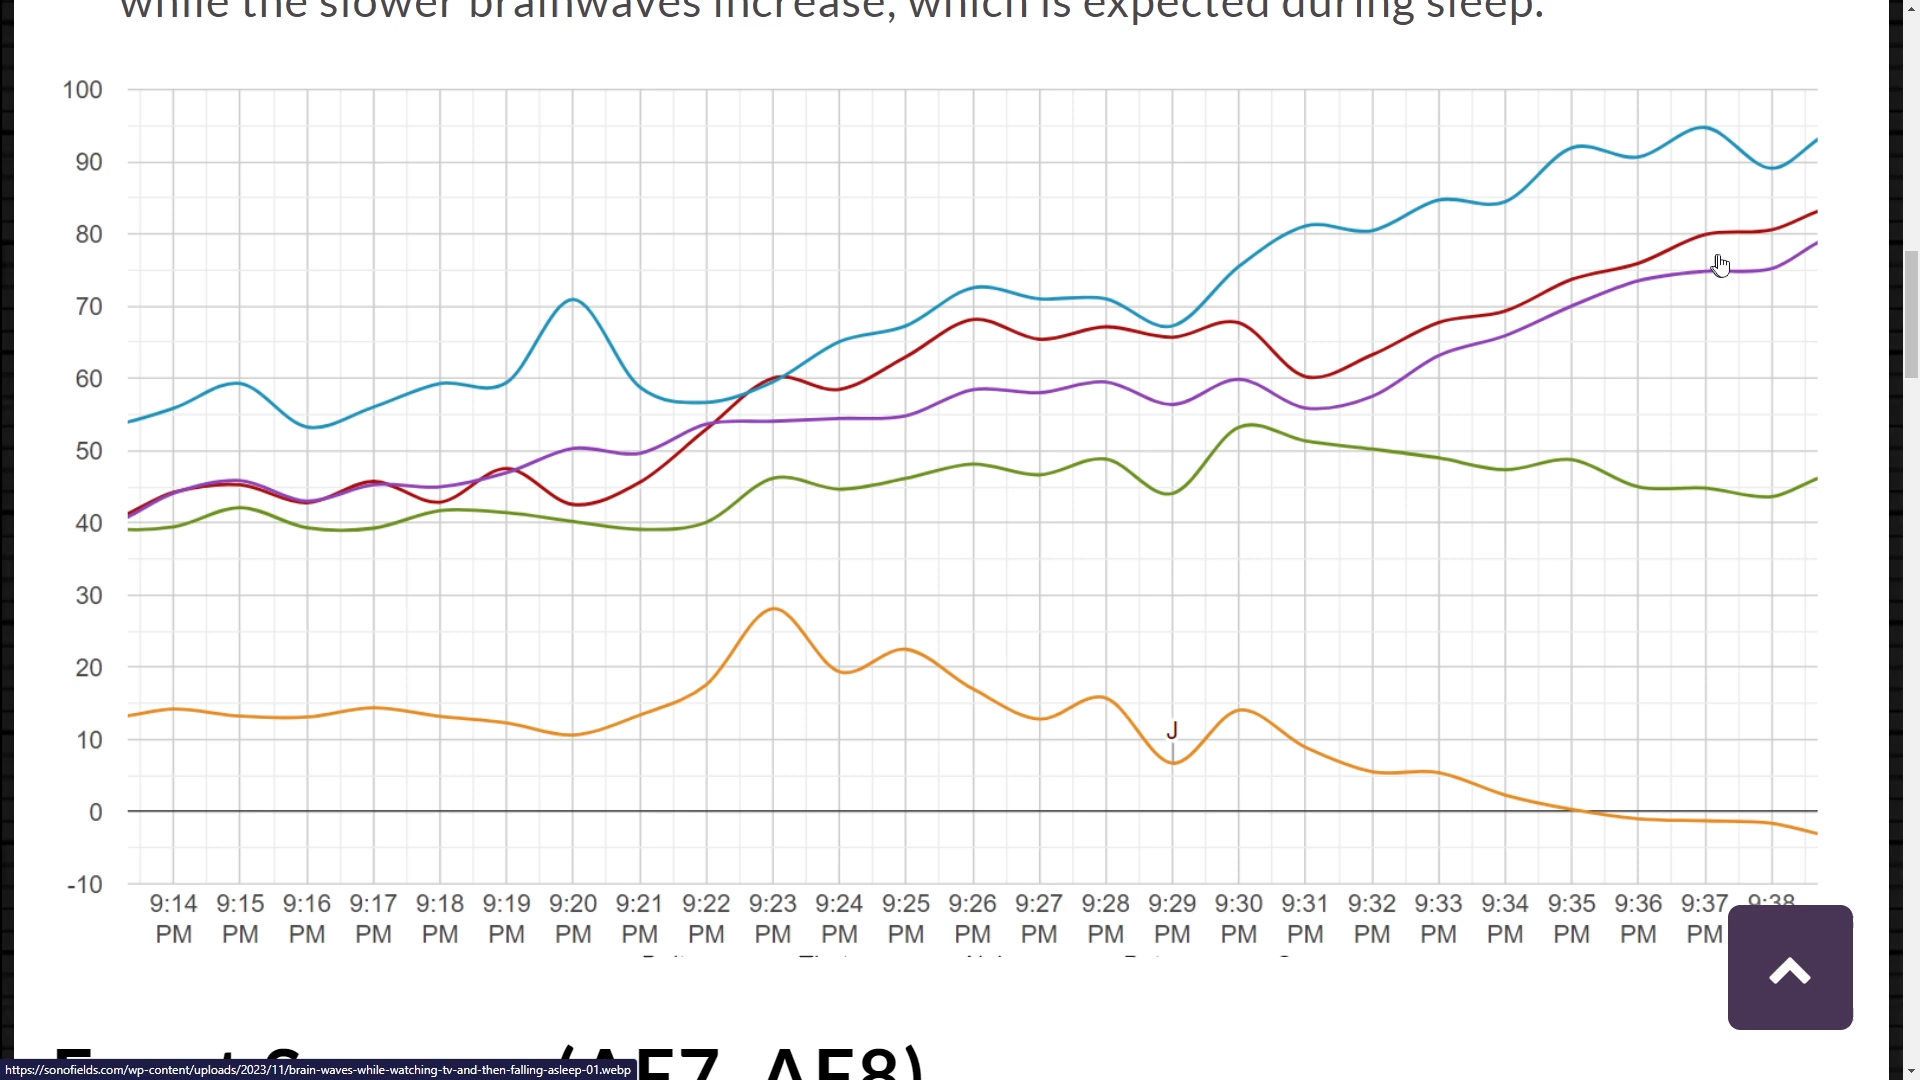 while the slower brainwaves increase, which is expected during sleep.
100
90
80
70
60
50
40
30
20
10
0
-10
J
9:14 PM
9:15 PM
9:16 PM
9:17 PM
9:18 PM
9:19 PM
9:20 PM
9:21 PM
9:22 PM
9:23 PM
9:24 PM
9:25 PM
9:26 PM
9:27 PM
9:28 PM
9:29 PM
9:30 PM
9:31 PM
9:32 PM
9:33 PM
9:34 PM
9:35 PM
9:36 PM
9:37 PM
9:38
(AF7, AF8)
https://sonofields.com/wp-content/uploads/2023/11/brain-waves-while-watching-tv-and-then-falling-asleep-01.webp